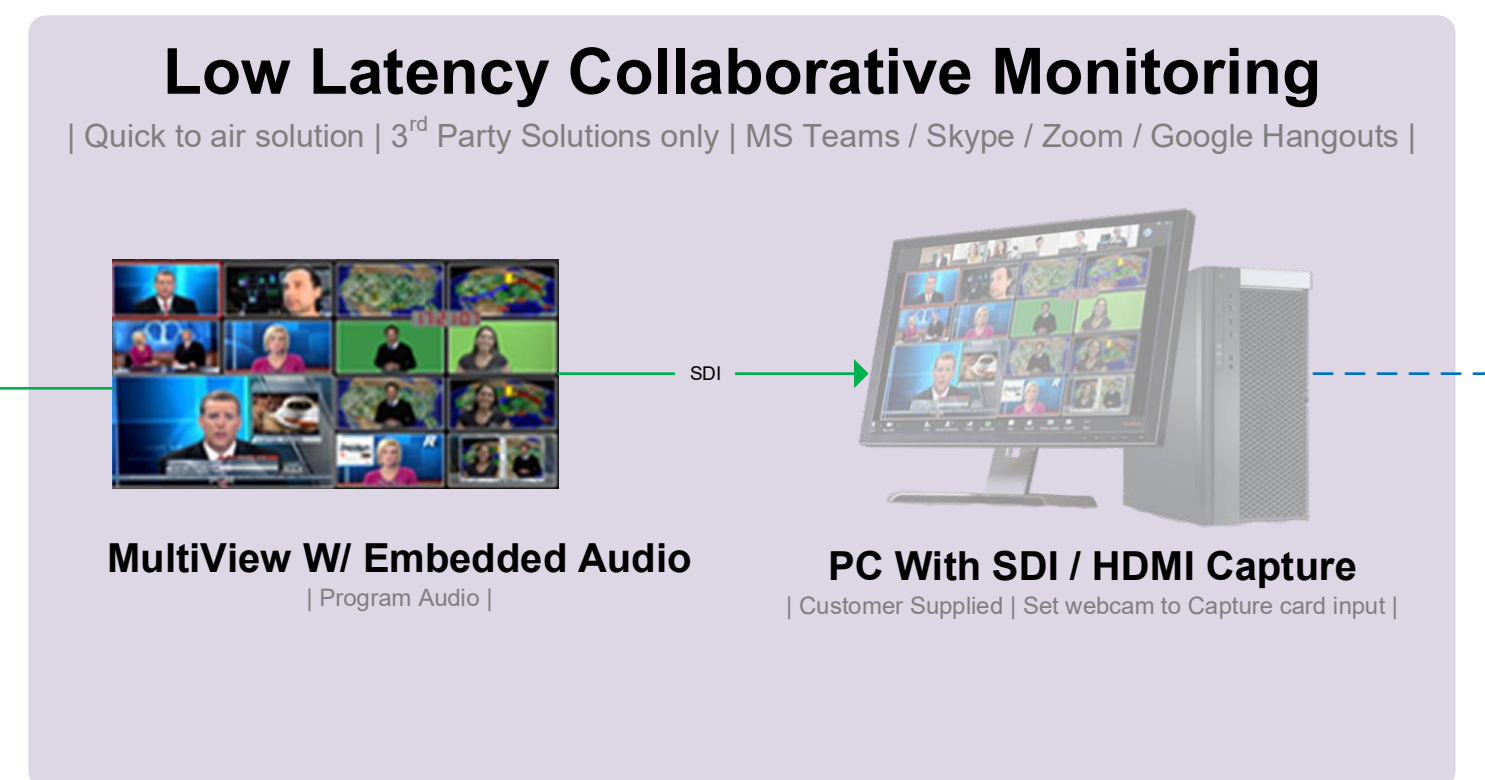 Low Latency Collaborative Monitoring
| Quick to air solution | 3rd Party Solutions only | MS Teams / Skype / Zoom / Google Hangouts |
SDI
MultiView W/ Embedded Audio
| Program Audio |
PC With SDI / HDMI Capture
| Customer Supplied | Set webcam to Capture card input |